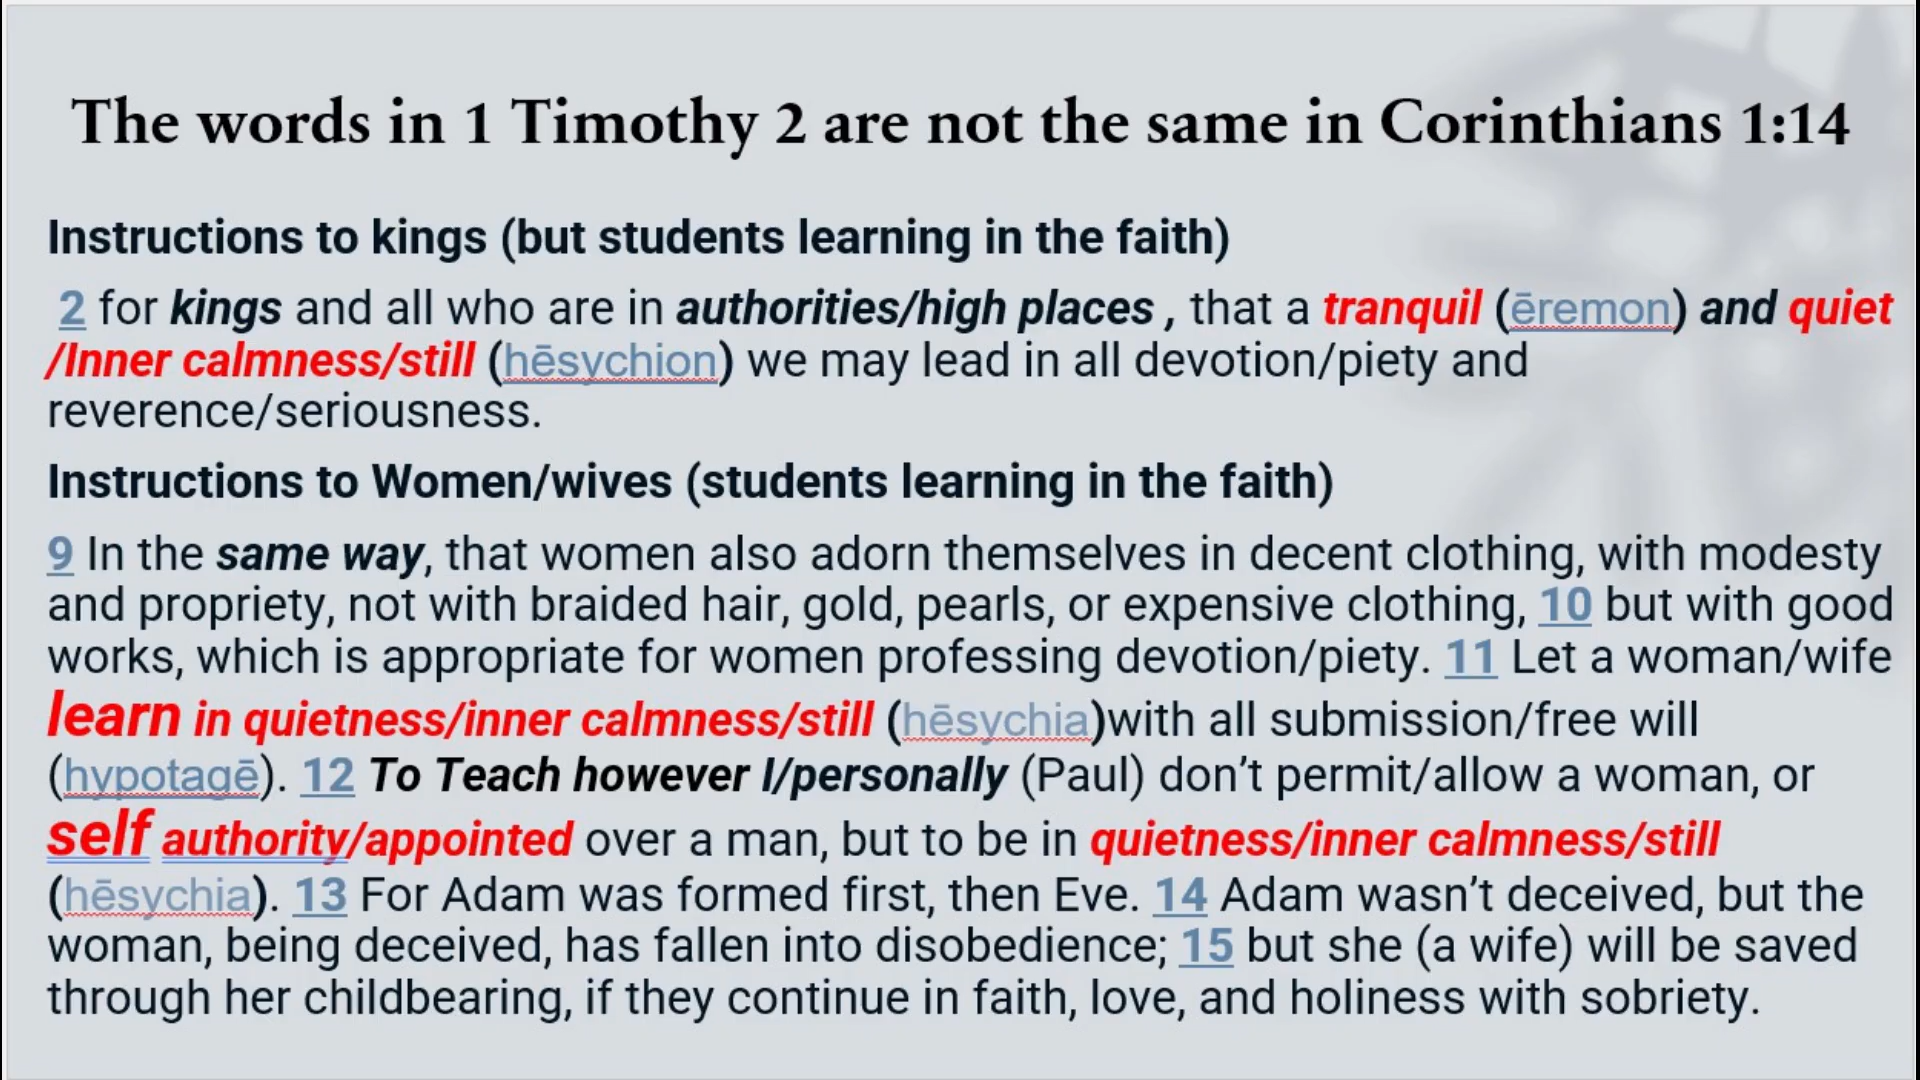 The words in 1 Timothy 2 are not the same in Corinthians 1:14
Instructions to kings (but students learning in the faith)
2 for kings and all who are in authorities/high places , that a tranquil (ēremon) and quiet
/Inner calmness/still (hēsychion) we may lead in all devotion/piety and
reverence/seriousness.
Instructions to Women/wives (students learning in the faith)
9 In the same way, that women also adorn themselves in decent clothing, with modesty
and propriety, not with braided hair, gold, pearls, or expensive clothing, 10 but with good
works, which is appropriate for women professing devotion/piety. 11 Let a woman/wife
learn in quietness/inner calmness/still (hēsychia)with all submission/free will
(hypotagē). 12 To Teach however I/personally (Paul) don’t permit/allow a woman, or
self authority/appointed over a man, but to be in quietness/inner calmness/still
(hēsychia). 13 For Adam was formed first, then Eve. 14 Adam wasn’t deceived, but the
woman, being deceived, has fallen into disobedience; 15 but she (a wife) will be saved
through her childbearing, if they continue in faith, love, and holiness with sobriety.